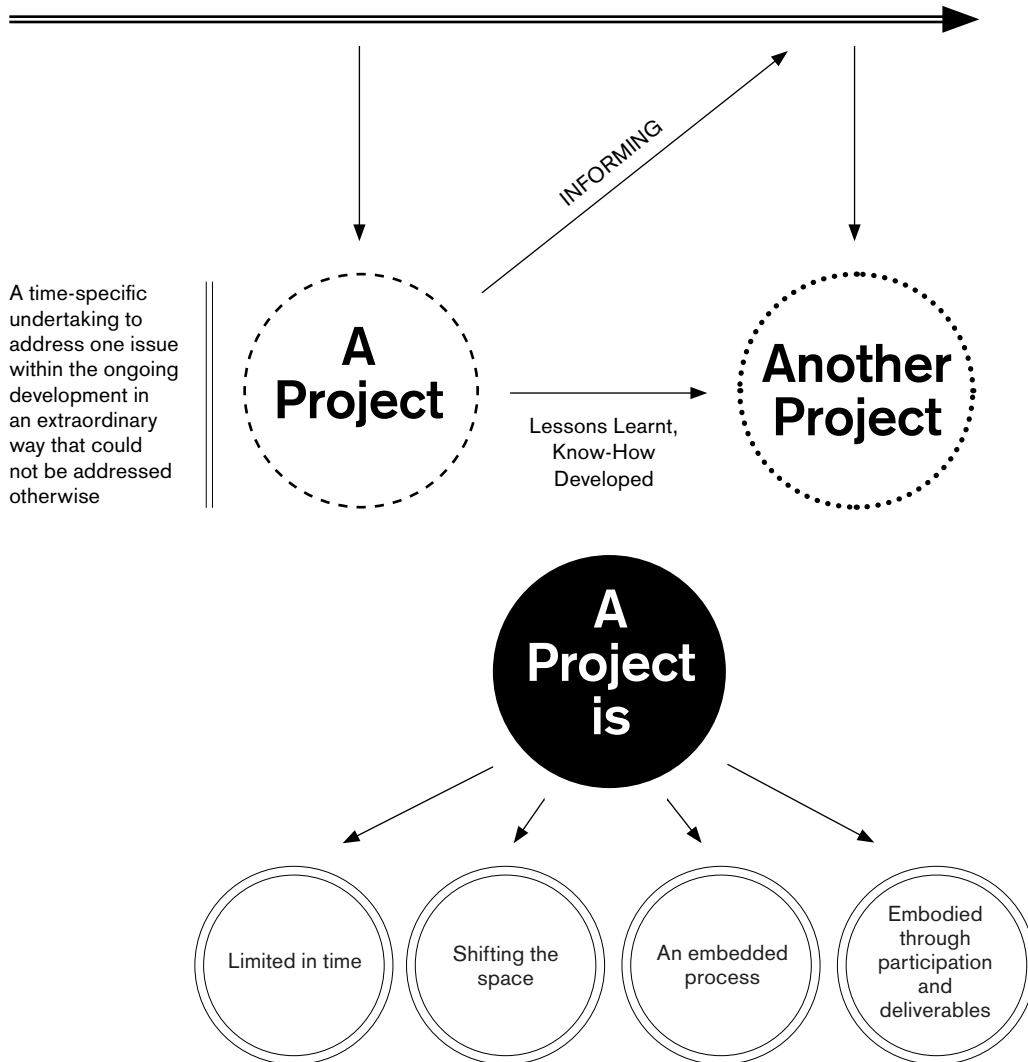 INFORMING
A time-specific
undertaking to
address one issue
within the ongoing
development in
an extraordinary
way that could
not be addressed
otherwise
A
Project
Lessons Learnt,
Know-How
Developed
Another
Project
A
Project
is
Limited in time
Shifting the
space
An embedded
process
Embodied
through
participation
and
deliverables